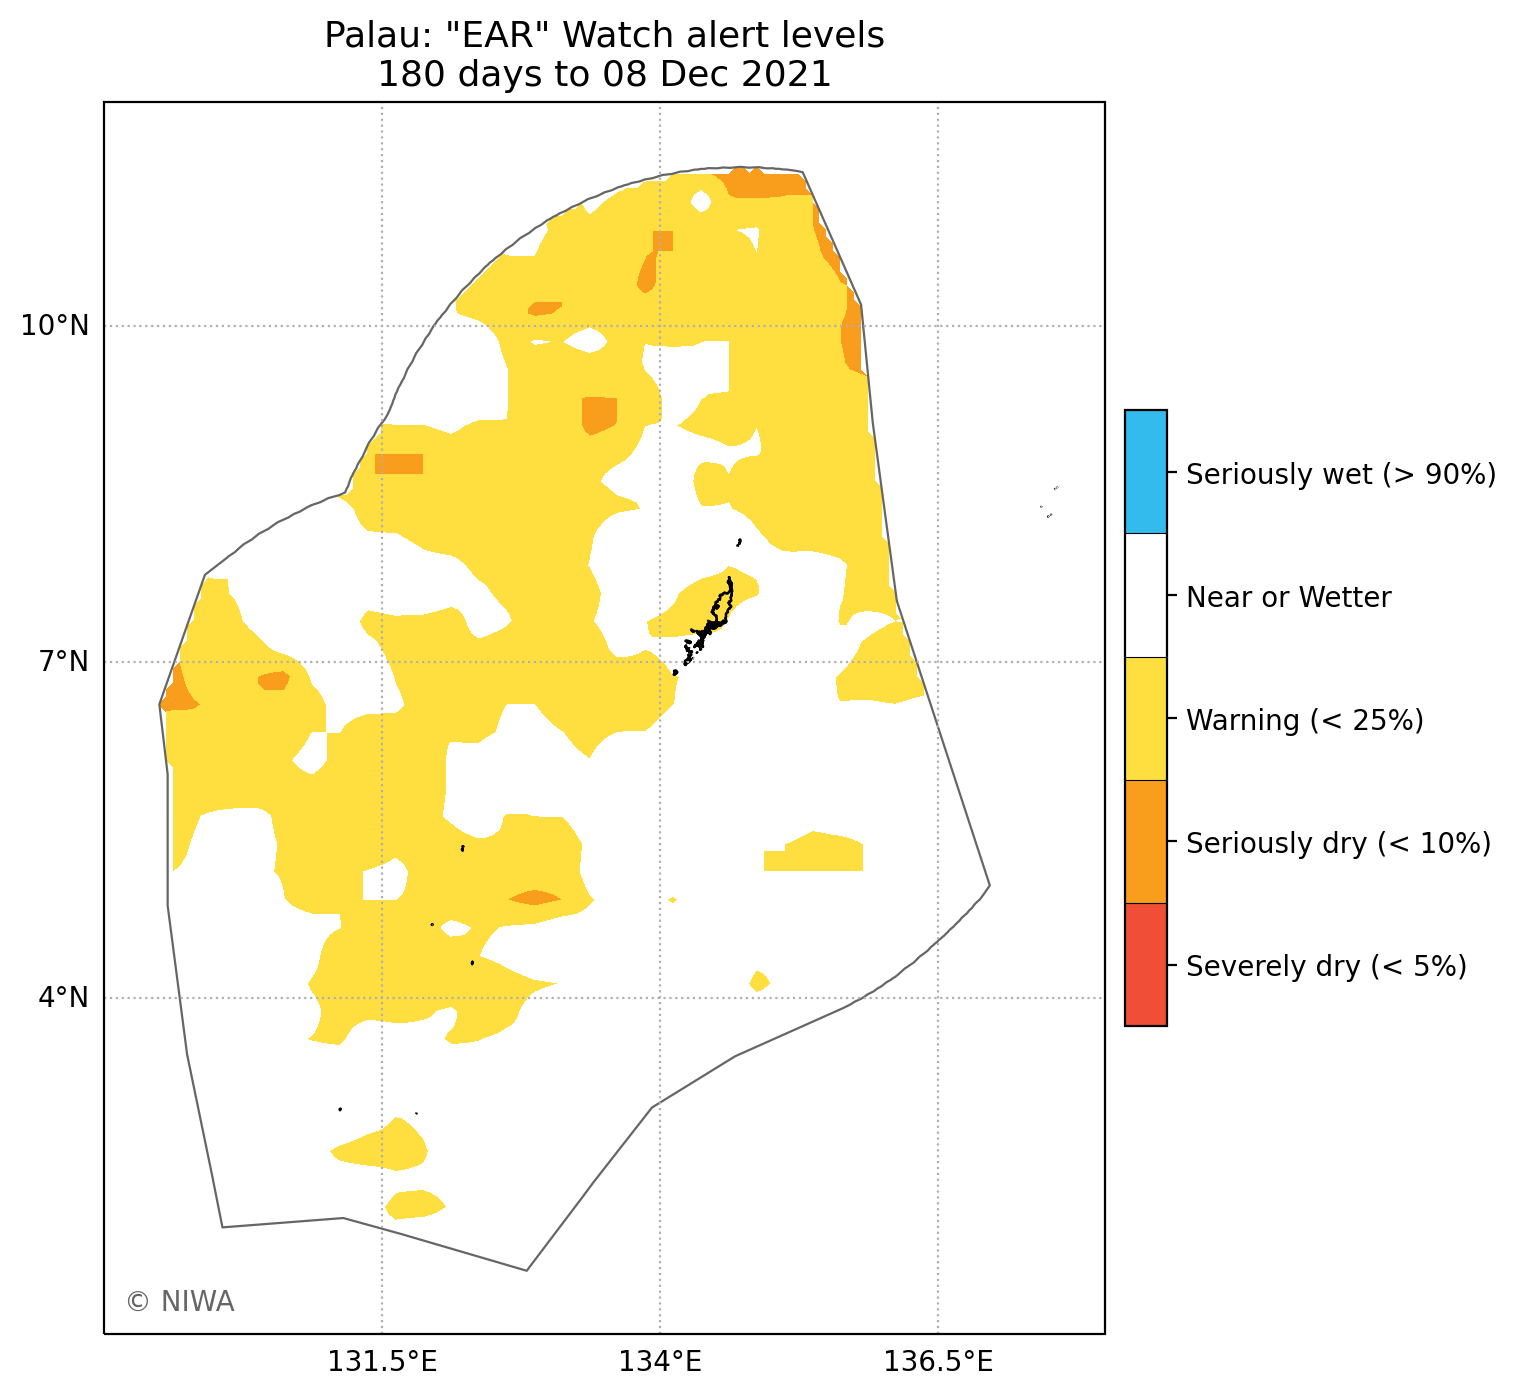 Palau: "EAR" Watch alert levels
180 days to 08 Dec 2021
10°N
7°N
4°N
131.5°E
134°E
136.5°E
Seriously wet (> 90%)
Near or Wetter
Warning (< 25%)
Seriously dry (< 10%)
Severely dry (< 5%)
© NIWA